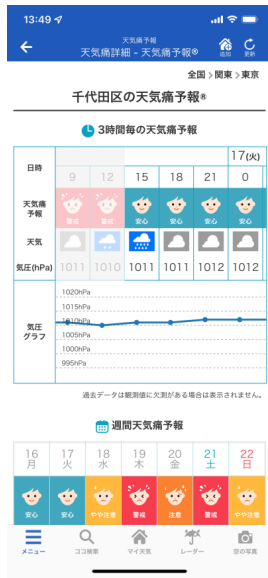 13:49
天気痛予報
天気痛詳細 - 天気痛予報®
追加 更新
全国 > 関東 > 東京
千代田区の天気痛予報®
3時間毎の天気痛予報
17(火)
日時 9 12 15 18 21 0
天気痛予報 警戒 警戒 安心 安心 安心 安心
天気
気圧(hPa) 1011 1010 1011 1011 1012 1012
気圧グラフ
1020hPa
1015hPa
1010hPa
1005hPa
1000hPa
995hPa
過去データは観測値に欠測がある場合は表示されません。
週間天気痛予報
16 17 18 19 20 21 22
月 火 水 木 金 土 日
安心 安心 やや注意 警戒 注意 警戒 やや注意
メニュー ココ検索 マイ天気 レーダー 空の写真